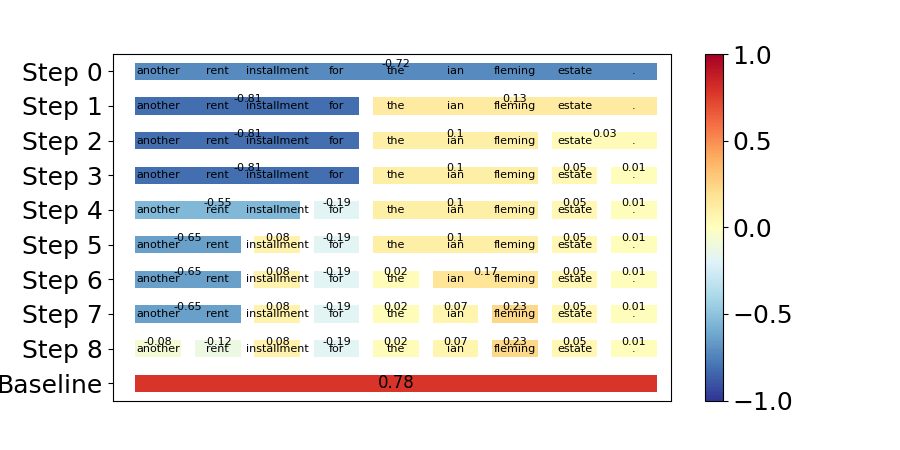 -0.72
Step 0 another rent installment for the ian fleming estate . 1.0
-0.81 0.13
Step 1 another rent installment for the ian fleming estate .
-0.81 0.1 0.03
Step 2 another rent installment for the ian fleming estate . 0.5
-0.81 0.1 0.05 0.01
Step 3 another rent installment for the ian fleming estate .
-0.55 -0.19 0.1 0.05 0.01
Step 4 another rent installment for the ian fleming estate . 0.0
-0.65 0.08 -0.19 0.1 0.05 0.01
Step 5 another rent installment for the ian fleming estate .
-0.65 0.08 -0.19 0.02 0.17 0.05 0.01
Step 6 another rent installment for the ian fleming estate .
-0.65 0.08 -0.19 0.02 0.07 0.23 0.05 0.01
Step 7 another rent installment for the ian fleming estate . −0.5
-0.08 -0.12 0.08 -0.19 0.02 0.07 0.23 0.05 0.01
Step 8 another rent installment for the ian fleming estate .
Baseline 0.78 −1.0